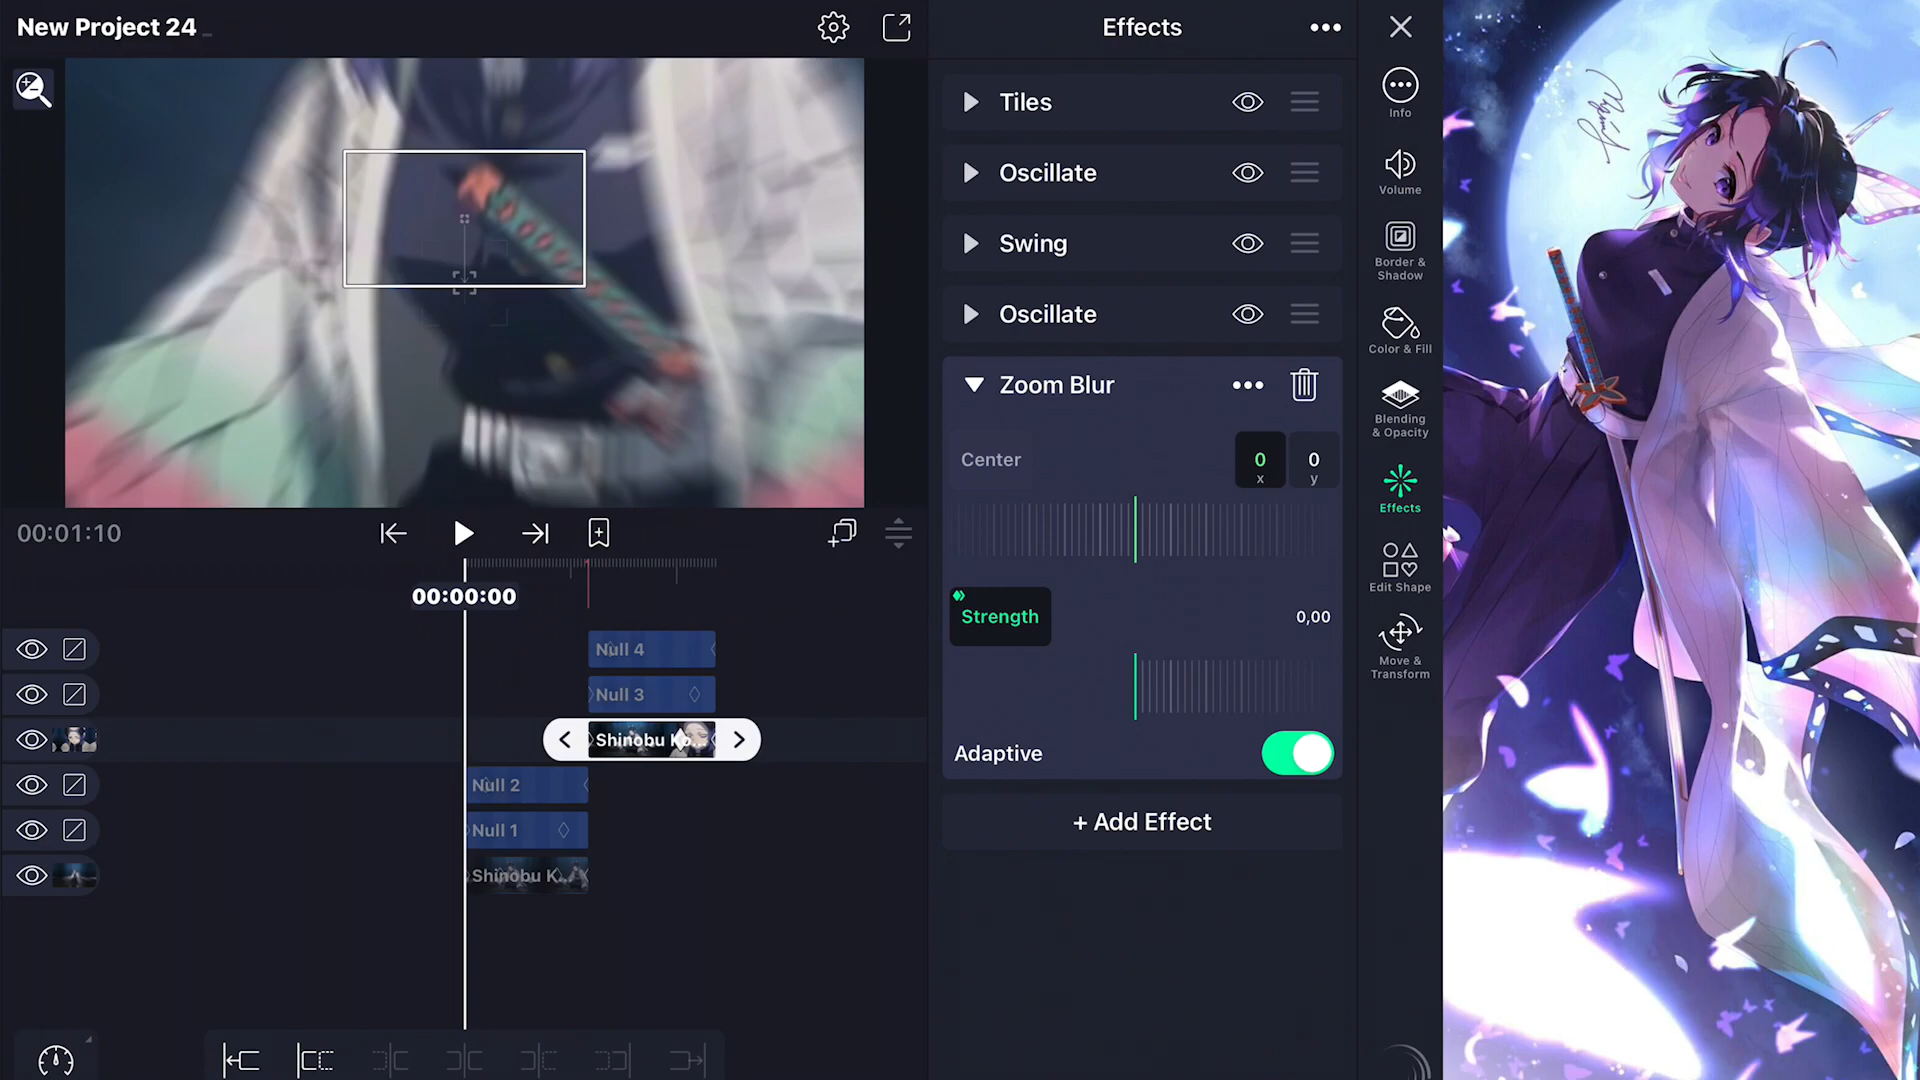 New Project 24
Effects
Tiles
Oscillate
Swing
Oscillate
Zoom Blur
Center
0
x
0
y
Strength
0,00
Adaptive
+ Add Effect
Info
Volume
Border &
Shadow
Color & Fill
Blending
& Opacity
Effects
Edit Shape
Move &
Transform
00:01:10
00:00:00
Null 4
Null 3
Shinobu Ko...
Null 2
Null 1
Shinobu K...